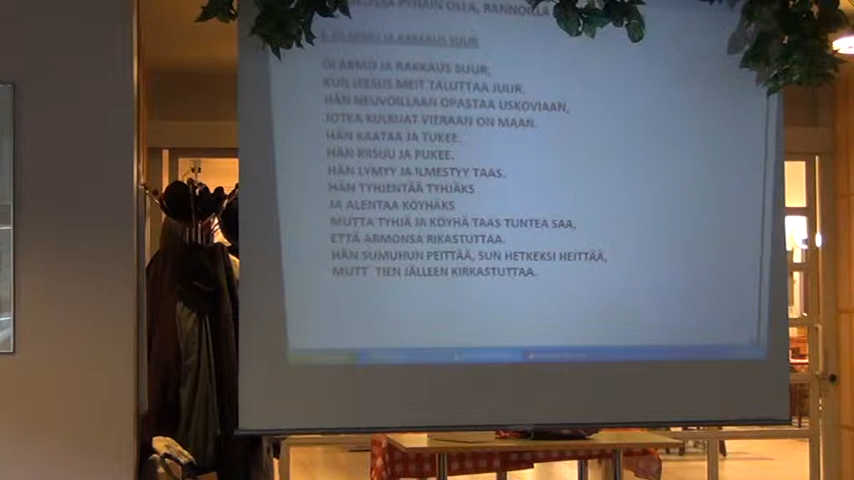 PYHÄIN OLLA, RANNOILLA
OI ARMO JA RAKKAUS SUUR,
KUN JEESUS MEIT TALUTTAA JUUR.
HÄN NEUVOILLAAN OPASTAA USKOVIAAN,
JOTKA KULKIJAT VIERAAN ON MAAN.
HÄN KAATAA JA TUKEE.
HÄN RIISUU JA PUKEE.
HÄN LYMYY JA ILMESTYY TAAS.
HÄN TYHJENTÄÄ TYHJÄKS
JA ALENTAA KÖYHÄKS
MUTTA TYHJÄ JA KÖYHÄ TAAS TUNTEA SAA,
ETTÄ ARMONSA RIKASTUTTAA.
HÄN SUMUHUN PEITTÄÄ, SUN HETKEKSI HEITTÄÄ,
MUTT´ TIEN JÄLLEEN KIRKASTUTTAA.